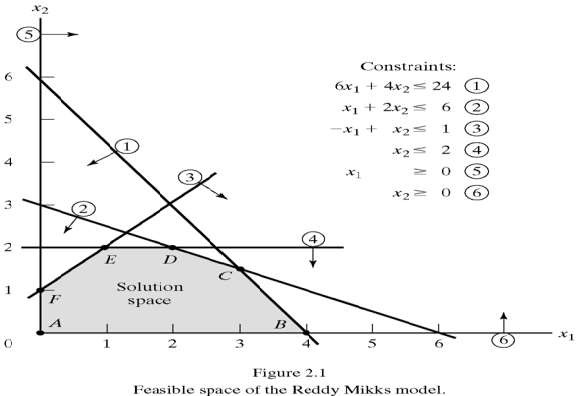 x₂
⑤
Constraints:
6
6x₁ + 4x₂ ≤ 24 ①
x₁ + 2x₂ ≤ 6 ②
5
−x₁ + x₂ ≤ 1 ③
①
x₂ ≤ 2 ④
4
③
x₁ ≥ 0 ⑤
x₂ ≥ 0 ⑥
3
②
④
2
E D
C
1
F
Solution
space
A B
⑥ x₁
0 1 2 3 4 5 6
Figure 2.1
Feasible space of the Reddy Mikks model.